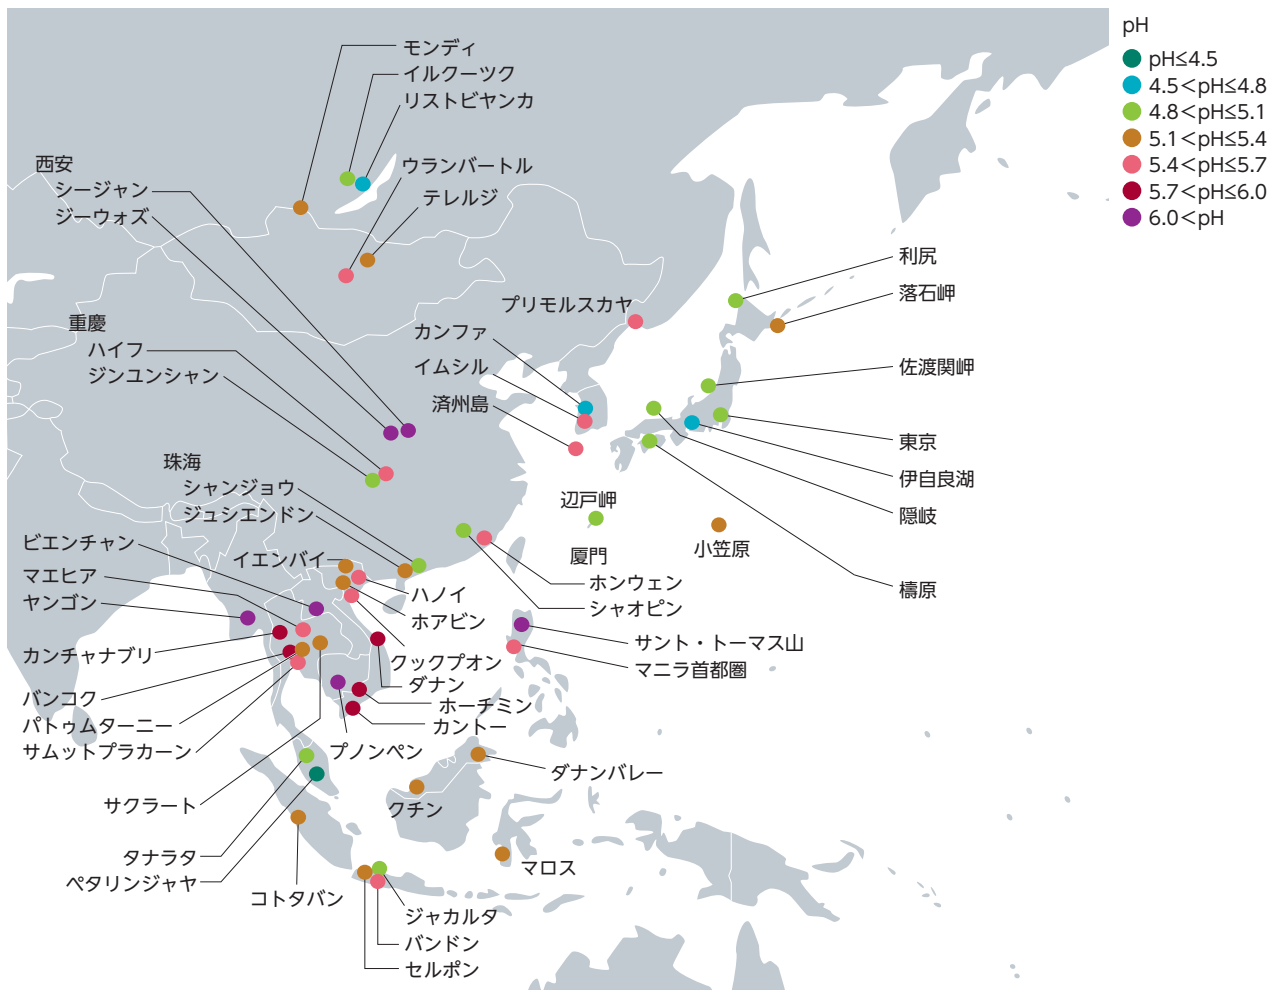 pH
pH≤4.5
4.5＜pH≤4.8
4.8＜pH≤5.1
5.1＜pH≤5.4
5.4＜pH≤5.7
5.7＜pH≤6.0
6.0＜pH
モンディ
イルクーツク
リストビヤンカ
ウランバートル
テレルジ
西安
シージャン
ジーウォズ
重慶
ハイフ
ジンユンシャン
プリモルスカヤ
カンファ
イムシル
済州島
利尻
落石岬
佐渡関岬
東京
伊自良湖
隠岐
檮原
辺戸岬
小笠原
珠海
シャンジョウ
ジュシエンドン
厦門
ホンウェン
シャオピン
ビエンチャン
マエヒア
ヤンゴン
カンチャナブリ
バンコク
パトゥムターニー
サムットプラカーン
サクラート
イエンバイ
ハノイ
ホアビン
クックプオン
ダナン
ホーチミン
カントー
プノンペン
サント・トーマス山
マニラ首都圏
ダナンバレー
クチン
マロス
タナラタ
ペタリンジャヤ
コトタバン
ジャカルタ
バンドン
セルポン